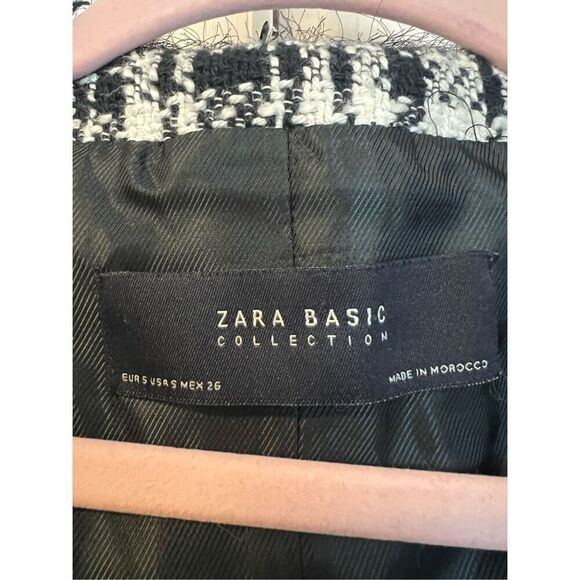 ZARA BASIC
COLLECTION
EUR S USA S MEX 26
MADE IN MOROCCO